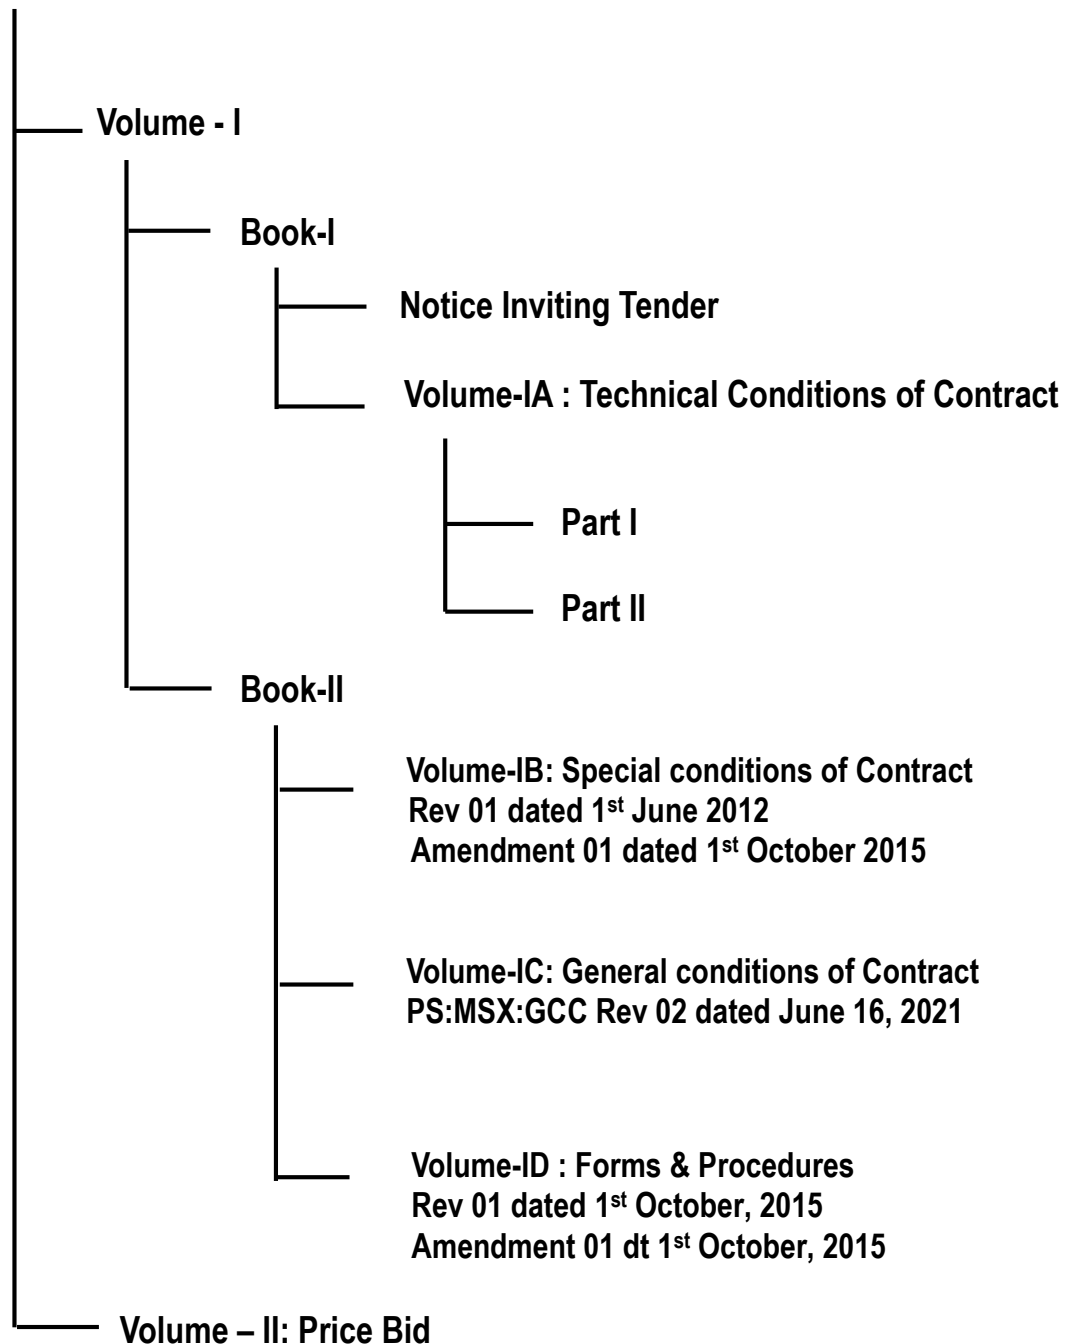 Volume - I
Book-I
Notice Inviting Tender
Volume-IA : Technical Conditions of Contract
Part I
Part II
Book-II
Volume-IB: Special conditions of Contract
Rev 01 dated 1st June 2012
Amendment 01 dated 1st October 2015
Volume-IC: General conditions of Contract
PS:MSX:GCC Rev 02 dated June 16, 2021
Volume-ID : Forms & Procedures
Rev 01 dated 1st October, 2015
Amendment 01 dt 1st October, 2015
Volume – II: Price Bid